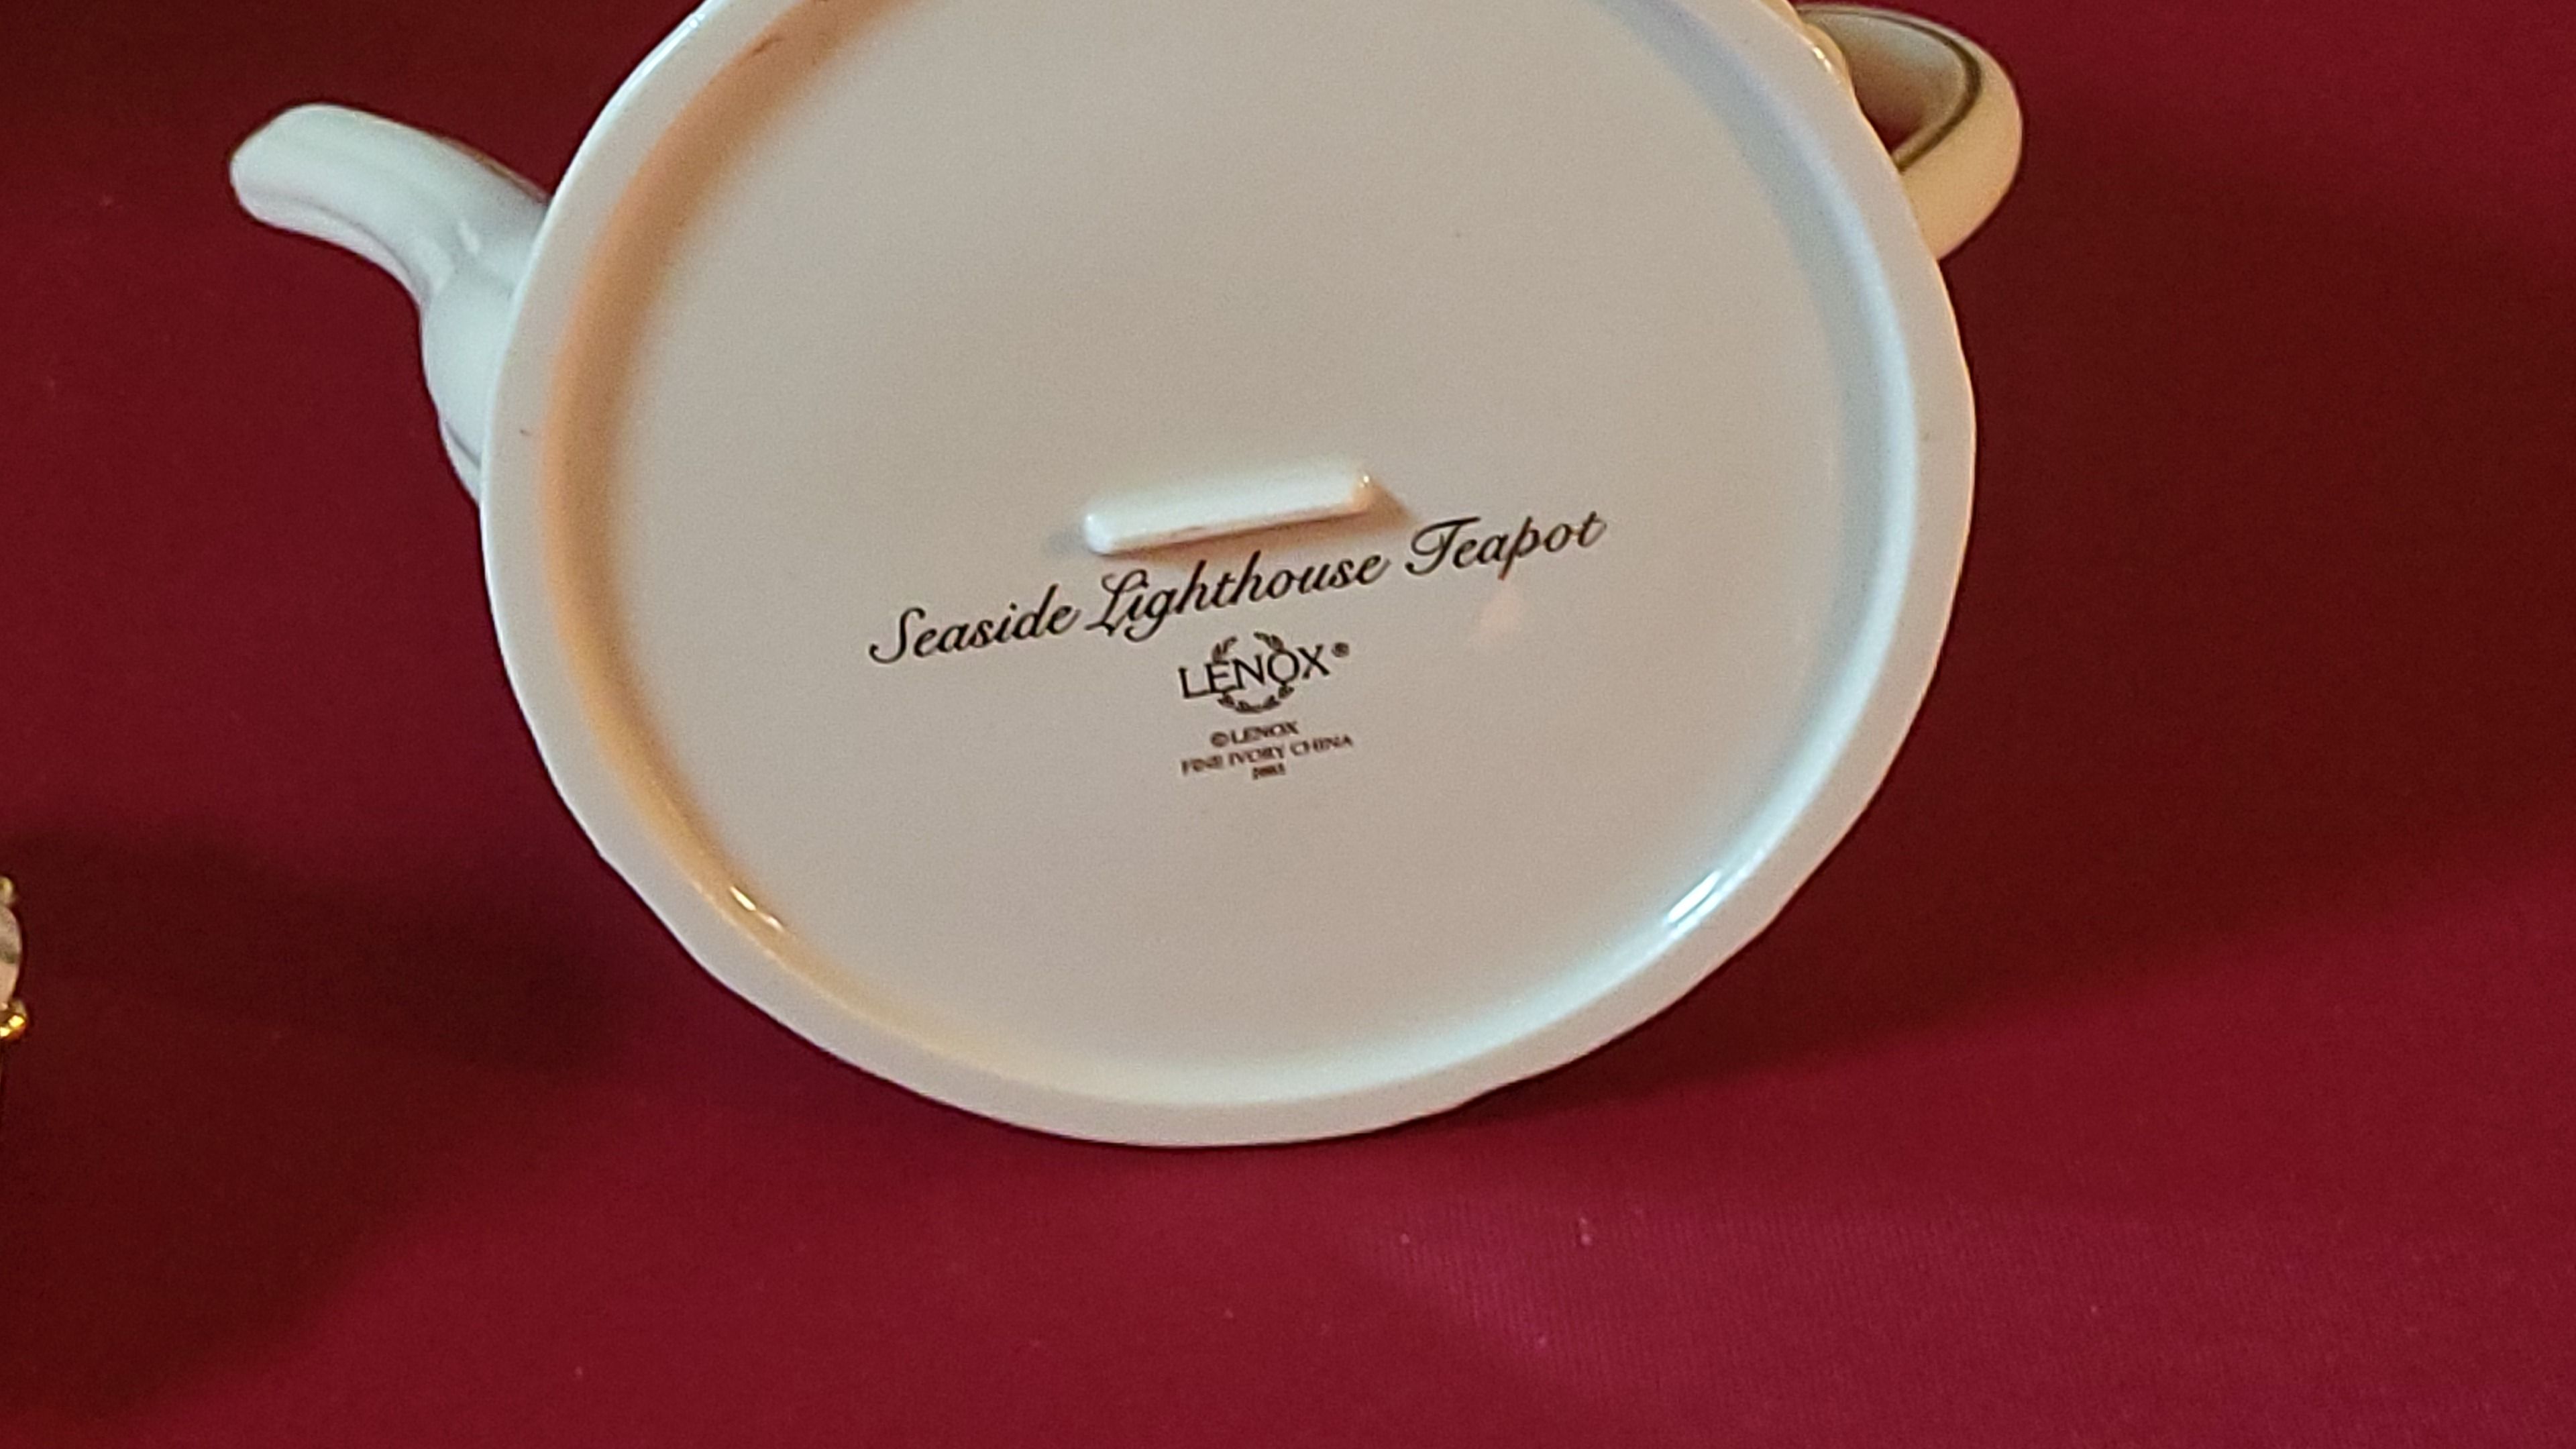 Seaside Lighthouse Teapot
LENOX®
© LENOX
FINE IVORY CHINA